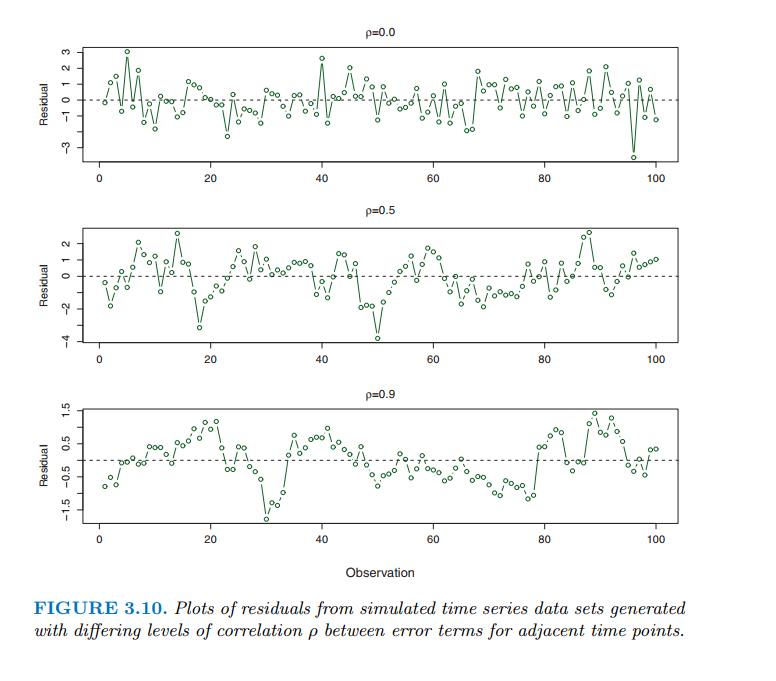 ρ=0.0
Residual
3
2
1
0
−1
−3
0 20 40 60 80 100
ρ=0.5
Residual
2
1
0
−2
−4
0 20 40 60 80 100
ρ=0.9
Residual
1.5
0.5
−0.5
−1.5
0 20 40 60 80 100
Observation
FIGURE 3.10. Plots of residuals from simulated time series data sets generated
with differing levels of correlation ρ between error terms for adjacent time points.